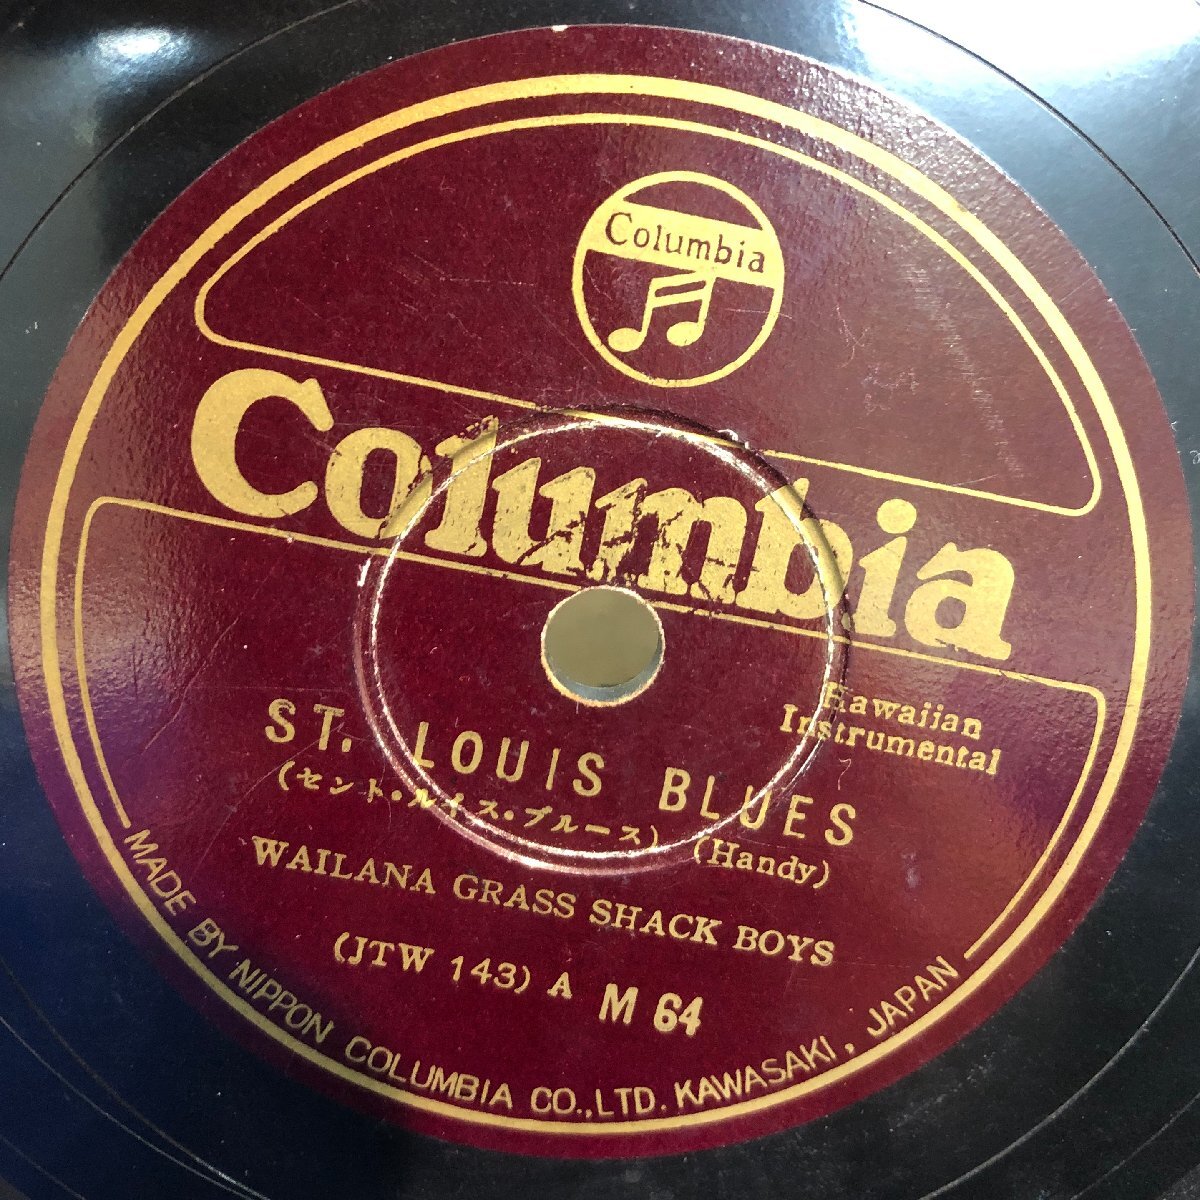 Columbia
Columbia
Hawaiian
Instrumental
ST. LOUIS BLUES
(セント・ルイス・ブルース) (Handy)
WAILANA GRASS SHACK BOYS
(JTW 143) A M 64
MADE BY NIPPON COLUMBIA CO., LTD. KAWASAKI, JAPAN